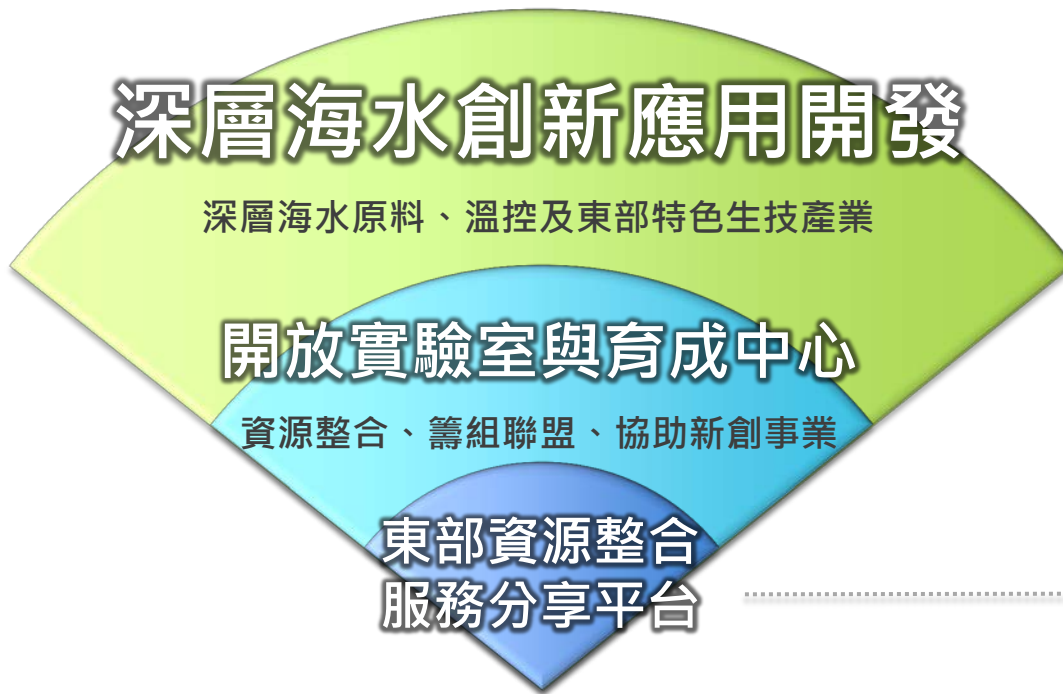 深層海水創新應用開發
深層海水原料、溫控及東部特色生技產業
開放實驗室與育成中心
資源整合、籌組聯盟、協助新創事業
東部資源整合
服務分享平台